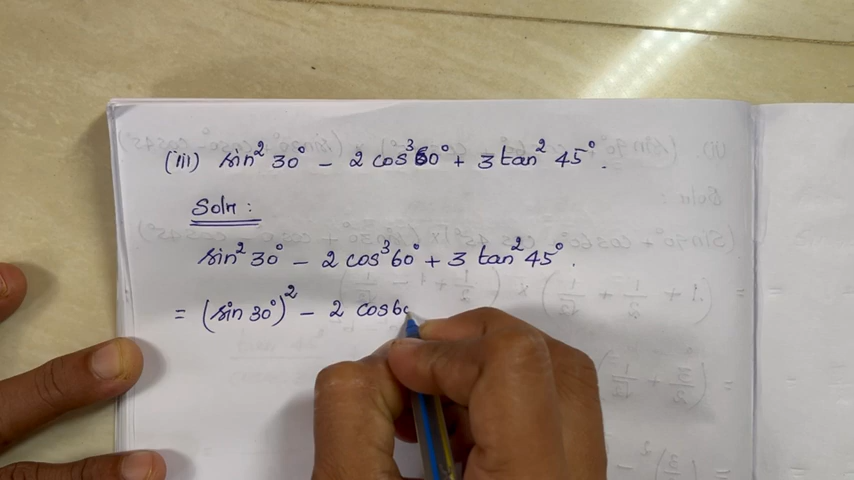 (iii) sin² 30° - 2 cos³ 60° + 3 tan² 45°.
Soln :
sin² 30° - 2 cos³ 60° + 3 tan² 45°.
= (sin 30°)² - 2 cos 6